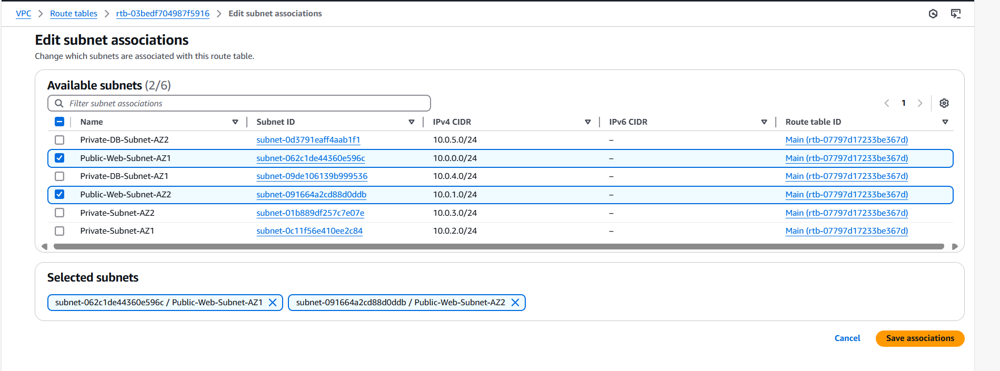 VPC > Route tables > rtb-03bedf704987f5916 > Edit subnet associations
Edit subnet associations
Change which subnets are associated with this route table.
Available subnets (2/6)
Filter subnet associations
1
Name Subnet ID IPv4 CIDR IPv6 CIDR Route table ID
Private-DB-Subnet-AZ2 subnet-0d3791eaff4aab1f1 10.0.5.0/24 – Main (rtb-07797d17233be367d)
Public-Web-Subnet-AZ1 subnet-062c1de44360e596c 10.0.0.0/24 – Main (rtb-07797d17233be367d)
Private-DB-Subnet-AZ1 subnet-09de106139b999536 10.0.4.0/24 – Main (rtb-07797d17233be367d)
Public-Web-Subnet-AZ2 subnet-091664a2cd88d0ddb 10.0.1.0/24 – Main (rtb-07797d17233be367d)
Private-Subnet-AZ2 subnet-01b889df257c7e07e 10.0.3.0/24 – Main (rtb-07797d17233be367d)
Private-Subnet-AZ1 subnet-0c11f56e410ee2c84 10.0.2.0/24 – Main (rtb-07797d17233be367d)
Selected subnets
subnet-062c1de44360e596c / Public-Web-Subnet-AZ1 subnet-091664a2cd88d0ddb / Public-Web-Subnet-AZ2
Cancel Save associations